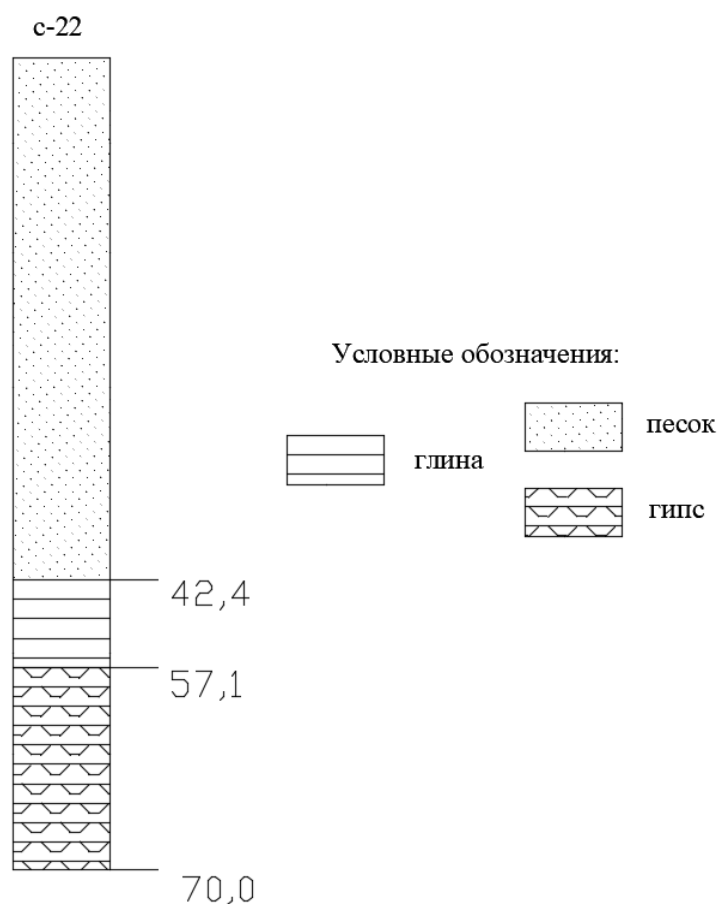 с-22
Условные обозначения:
песок
глина
гипс
42,4
57,1
70,0